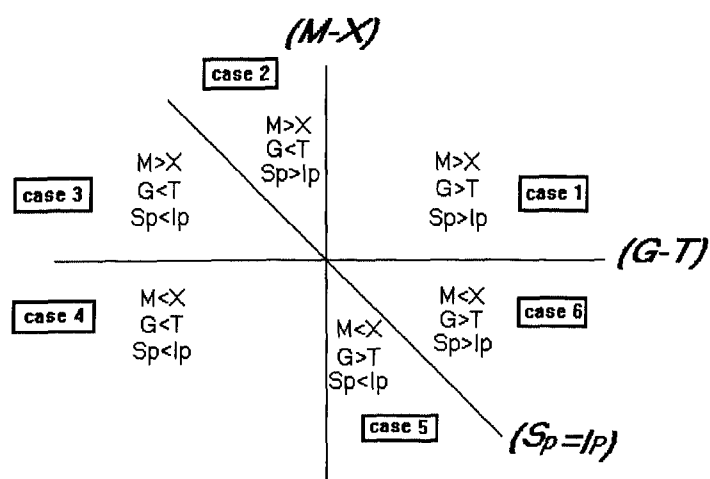 (M-X)
case 2
M>X
G<T
Sp>Ip
M>X
G<T
Sp<Ip
case 3
M>X
G>T
Sp>Ip
case 1
(G-T)
case 4
M<X
G<T
Sp<Ip
M<X
G>T
Sp<Ip
case 5
M<X
G>T
Sp>Ip
case 6
(Sp=IP)